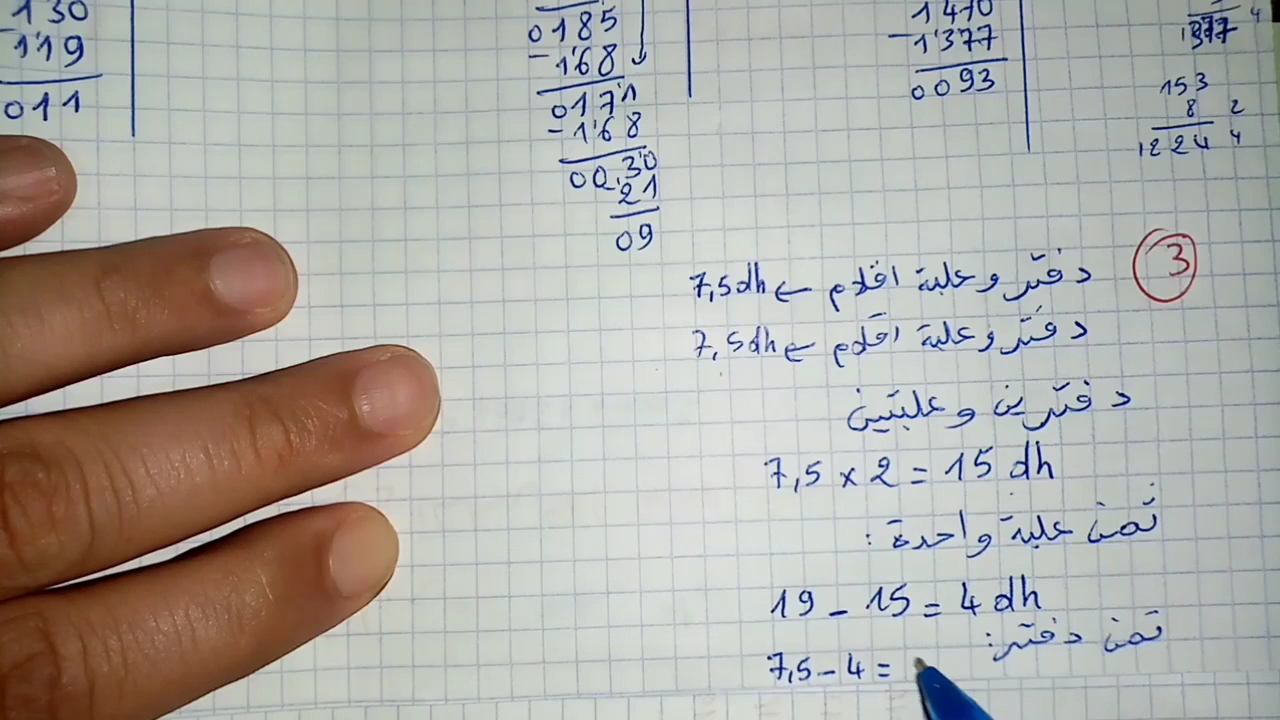 130
- 119
011
0185
- 168
0171
- 168
0030
21
09
1470
- 1377
0093
153
8 2
1224 4
3
دفتر وعلبة اقلام ← 7,5dh
دفتر وعلبة اقلام ← 7,5dh
دفترين وعلبتين
7,5 × 2 = 15 dh
ثمن علبة واحدة :
19 - 15 = 4 dh
ثمن دفتر :
7,5 - 4 =